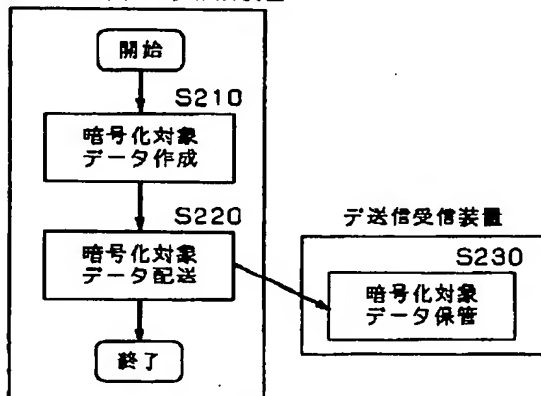 開始
S210
暗号化対象
データ作成
S220
暗号化対象
データ配送
終了
デ送信受信装置
S230
暗号化対象
データ保管